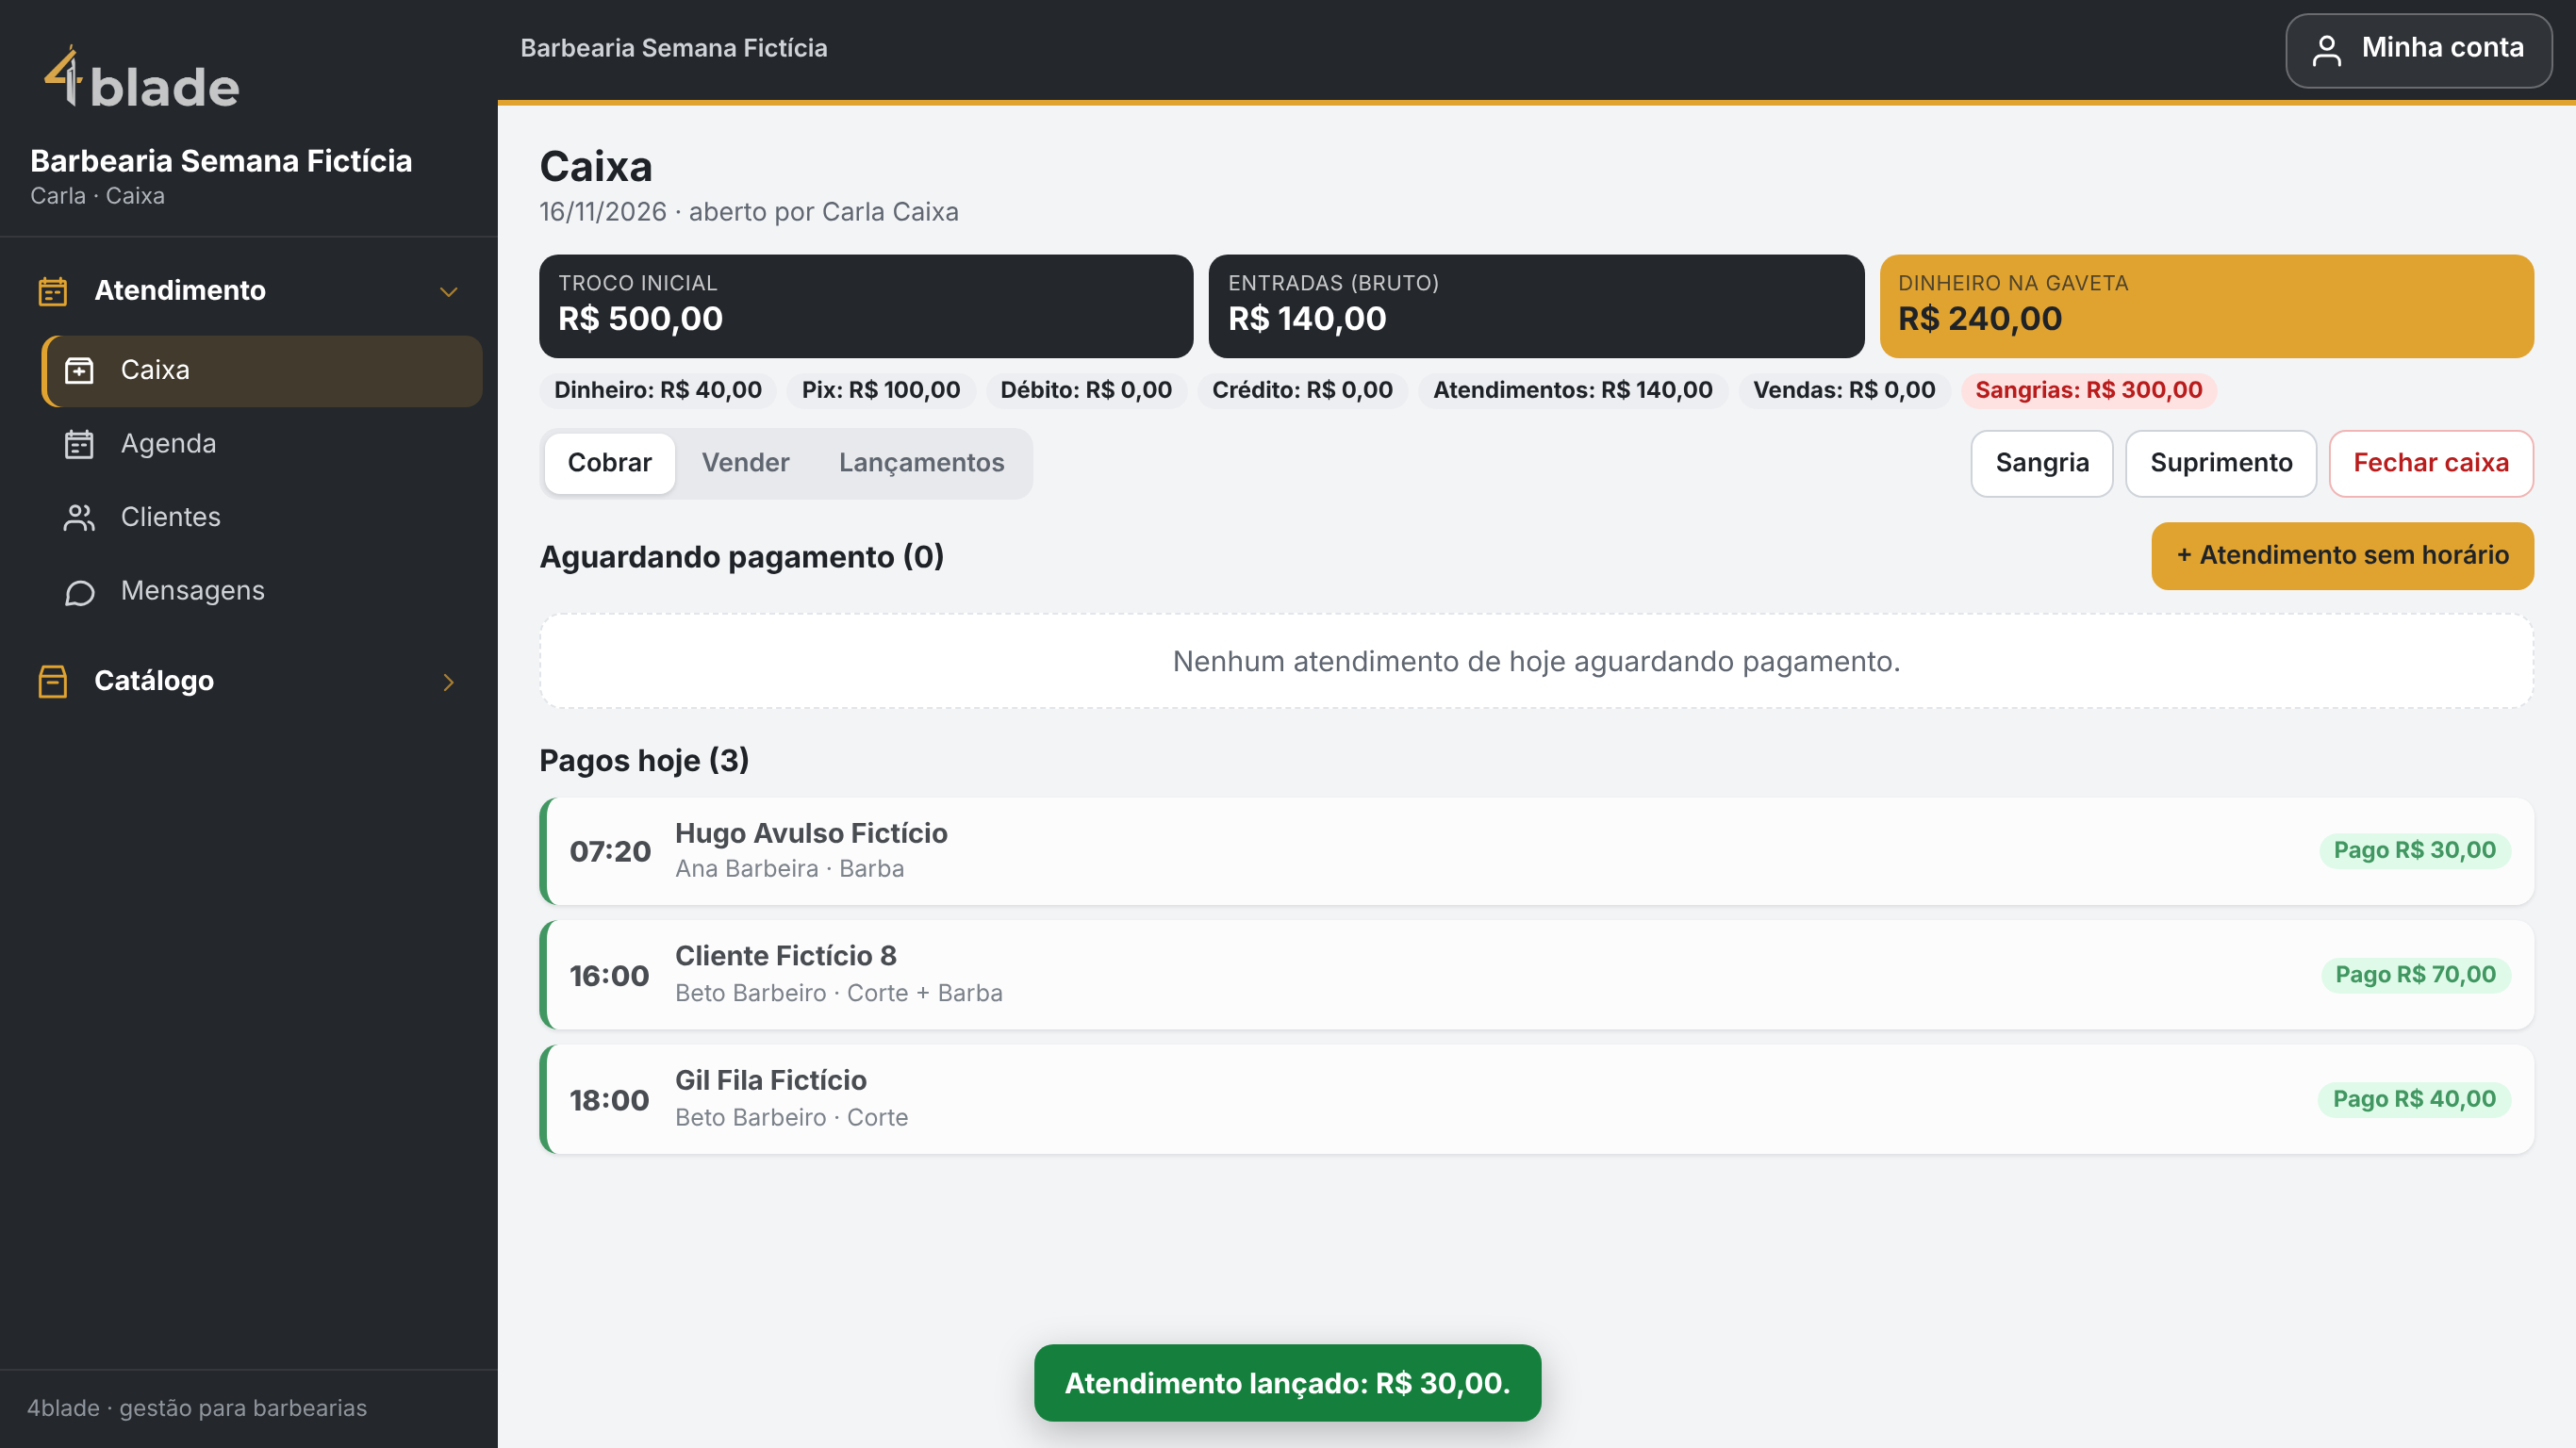 4blade
Barbearia Semana Fictícia
Carla · Caixa
Atendimento
Caixa
Agenda
Clientes
Mensagens
Catálogo
4blade · gestão para barbearias
Barbearia Semana Fictícia
Minha conta
Caixa
16/11/2026 · aberto por Carla Caixa
TROCO INICIAL
R$ 500,00
ENTRADAS (BRUTO)
R$ 140,00
DINHEIRO NA GAVETA
R$ 240,00
Dinheiro: R$ 40,00 Pix: R$ 100,00 Débito: R$ 0,00 Crédito: R$ 0,00 Atendimentos: R$ 140,00 Vendas: R$ 0,00 Sangrias: R$ 300,00
Cobrar Vender Lançamentos Sangria Suprimento Fechar caixa
Aguardando pagamento (0) + Atendimento sem horário
Nenhum atendimento de hoje aguardando pagamento.
Pagos hoje (3)
07:20 Hugo Avulso Fictício
Ana Barbeira · Barba
Pago R$ 30,00
16:00 Cliente Fictício 8
Beto Barbeiro · Corte + Barba
Pago R$ 70,00
18:00 Gil Fila Fictício
Beto Barbeiro · Corte
Pago R$ 40,00
Atendimento lançado: R$ 30,00.